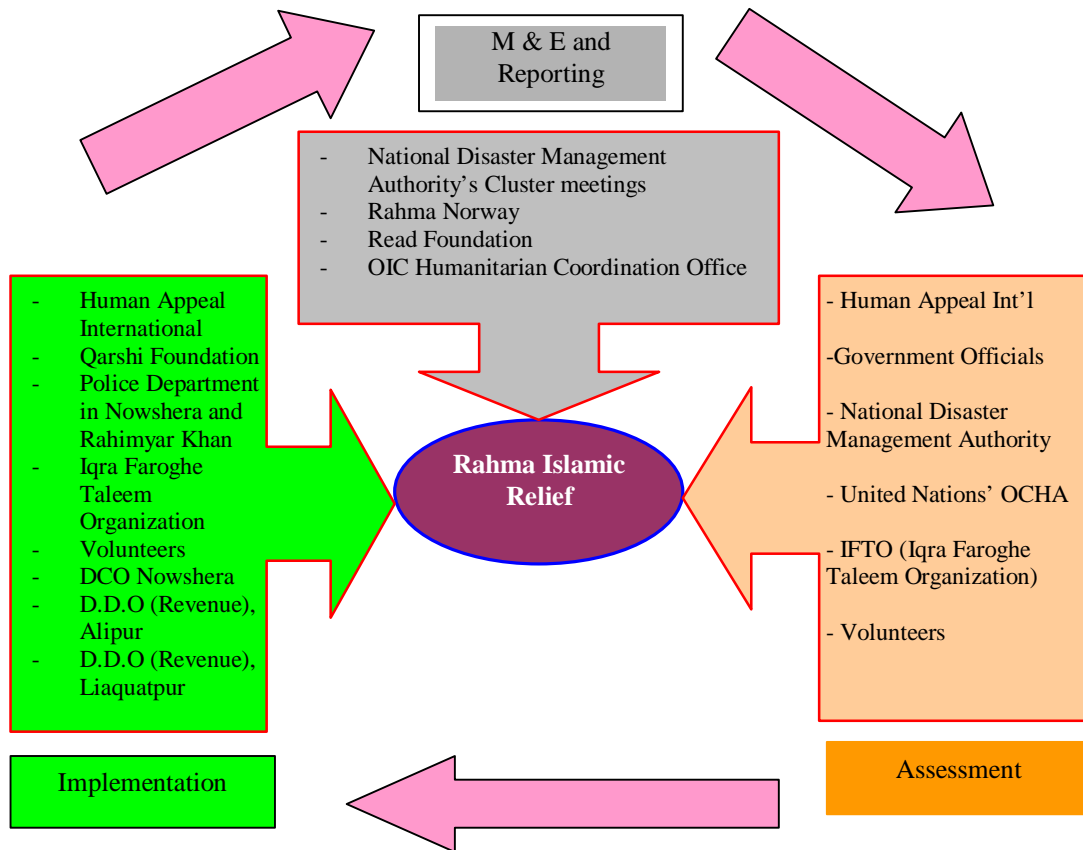 M & E and
Reporting
- National Disaster Management
Authority’s Cluster meetings
- Rahma Norway
- Read Foundation
- OIC Humanitarian Coordination Office
- Human Appeal
International
- Qarshi Foundation
- Police Department
in Nowshera and
Rahimyar Khan
- Iqra Faroghe
Taleem
Organization
- Volunteers
- DCO Nowshera
- D.D.O (Revenue),
Alipur
- D.D.O (Revenue),
Liaquatpur
Rahma Islamic
Relief
- Human Appeal Int’l
-Government Officials
- National Disaster
Management Authority
- United Nations’ OCHA
- IFTO (Iqra Faroghe
Taleem Organization)
- Volunteers
Implementation
Assessment